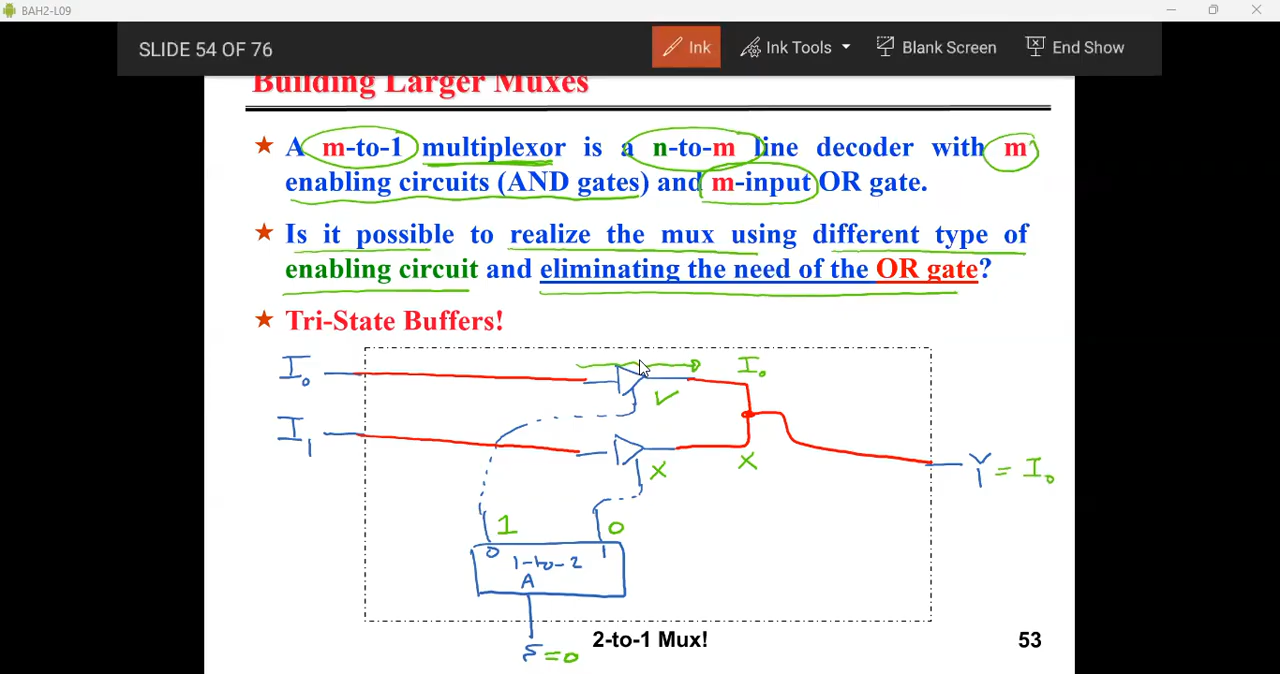 BAH2-L09
SLIDE 54 OF 76
Ink
Ink Tools
Blank Screen
End Show
Building Larger Muxes
A m-to-1 multiplexor is a n-to-m line decoder with m
enabling circuits (AND gates) and m-input OR gate.
Is it possible to realize the mux using different type of
enabling circuit and eliminating the need of the OR gate?
Tri-State Buffers!
I₀ I₀
✓
I₁
X X
Y = I₀
1 0
0 1
1-to-2
A
S = 0
2-to-1 Mux!
53